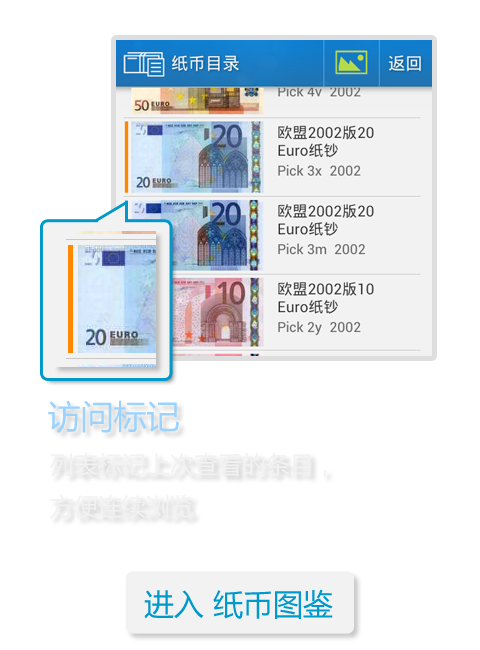 纸币目录
返回
50 EURO
Pick 4v 2002
20
20 EURO
欧盟2002版20
Euro纸钞
Pick 3x 2002
20
欧盟2002版20
Euro纸钞
Pick 3m 2002
10
欧盟2002版10
Euro纸钞
Pick 2y 2002
20 EURO
访问标记
列表标记上次查看的条目，
方便连续浏览
进入 纸币图鉴